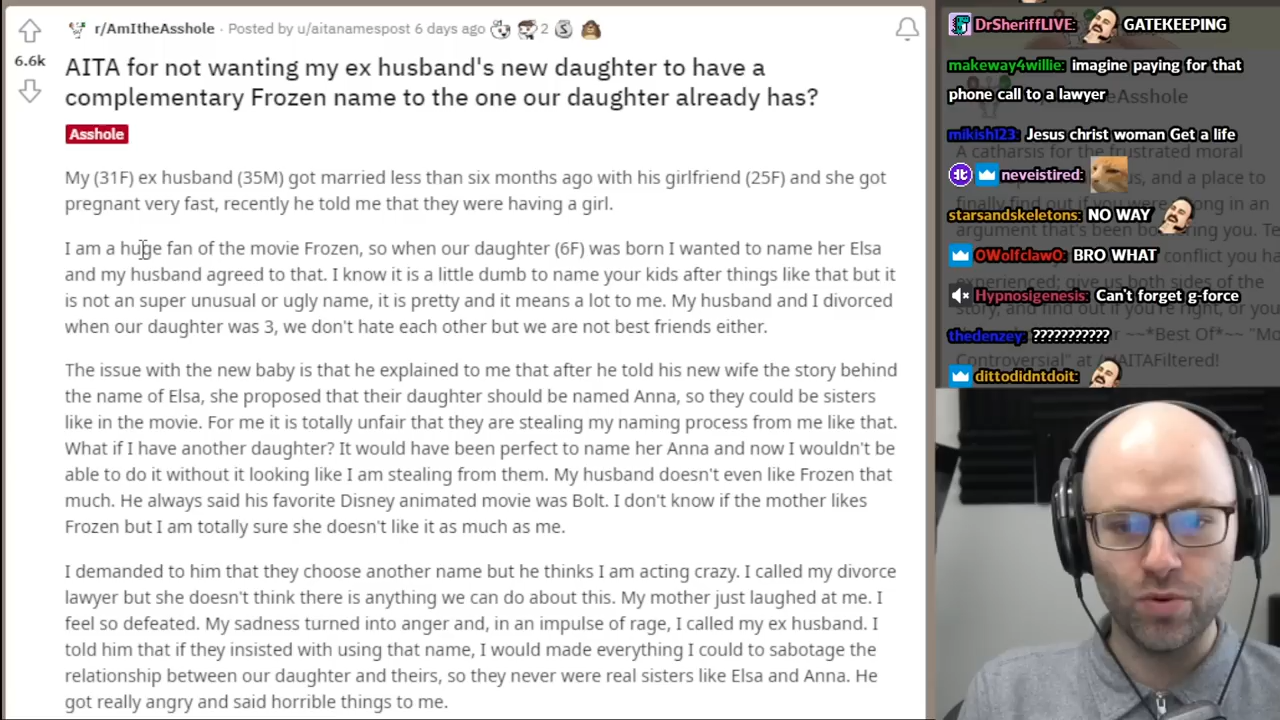 r/AmItheAsshole · Posted by u/aitanamespost 6 days ago 2
6.6k
AITA for not wanting my ex husband's new daughter to have a
complementary Frozen name to the one our daughter already has?
Asshole
My (31F) ex husband (35M) got married less than six months ago with his girlfriend (25F) and she got
pregnant very fast, recently he told me that they were having a girl.
I am a huge fan of the movie Frozen, so when our daughter (6F) was born I wanted to name her Elsa
and my husband agreed to that. I know it is a little dumb to name your kids after things like that but it
is not an super unusual or ugly name, it is pretty and it means a lot to me. My husband and I divorced
when our daughter was 3, we don't hate each other but we are not best friends either.
The issue with the new baby is that he explained to me that after he told his new wife the story behind
the name of Elsa, she proposed that their daughter should be named Anna, so they could be sisters
like in the movie. For me it is totally unfair that they are stealing my naming process from me like that.
What if I have another daughter? It would have been perfect to name her Anna and now I wouldn't be
able to do it without it looking like I am stealing from them. My husband doesn't even like Frozen that
much. He always said his favorite Disney animated movie was Bolt. I don't know if the mother likes
Frozen but I am totally sure she doesn't like it as much as me.
I demanded to him that they choose another name but he thinks I am acting crazy. I called my divorce
lawyer but she doesn't think there is anything we can do about this. My mother just laughed at me. I
feel so defeated. My sadness turned into anger and, in an impulse of rage, I called my ex husband. I
told him that if they insisted with using that name, I would made everything I could to sabotage the
relationship between our daughter and theirs, so they never were real sisters like Elsa and Anna. He
got really angry and said horrible things to me.
DrSheriffLIVE: GATEKEEPING
makeway4willie: imagine paying for that
phone call to a lawyer
mikish123: Jesus christ woman Get a life
neveistired:
starsandskeletons: NO WAY
0Wolfclaw0: BRO WHAT
Hypnosigenesis: Can't forget g-force
thedenzey: ???????????
dittodidntdoit:
A catharsis for the frustrated moral